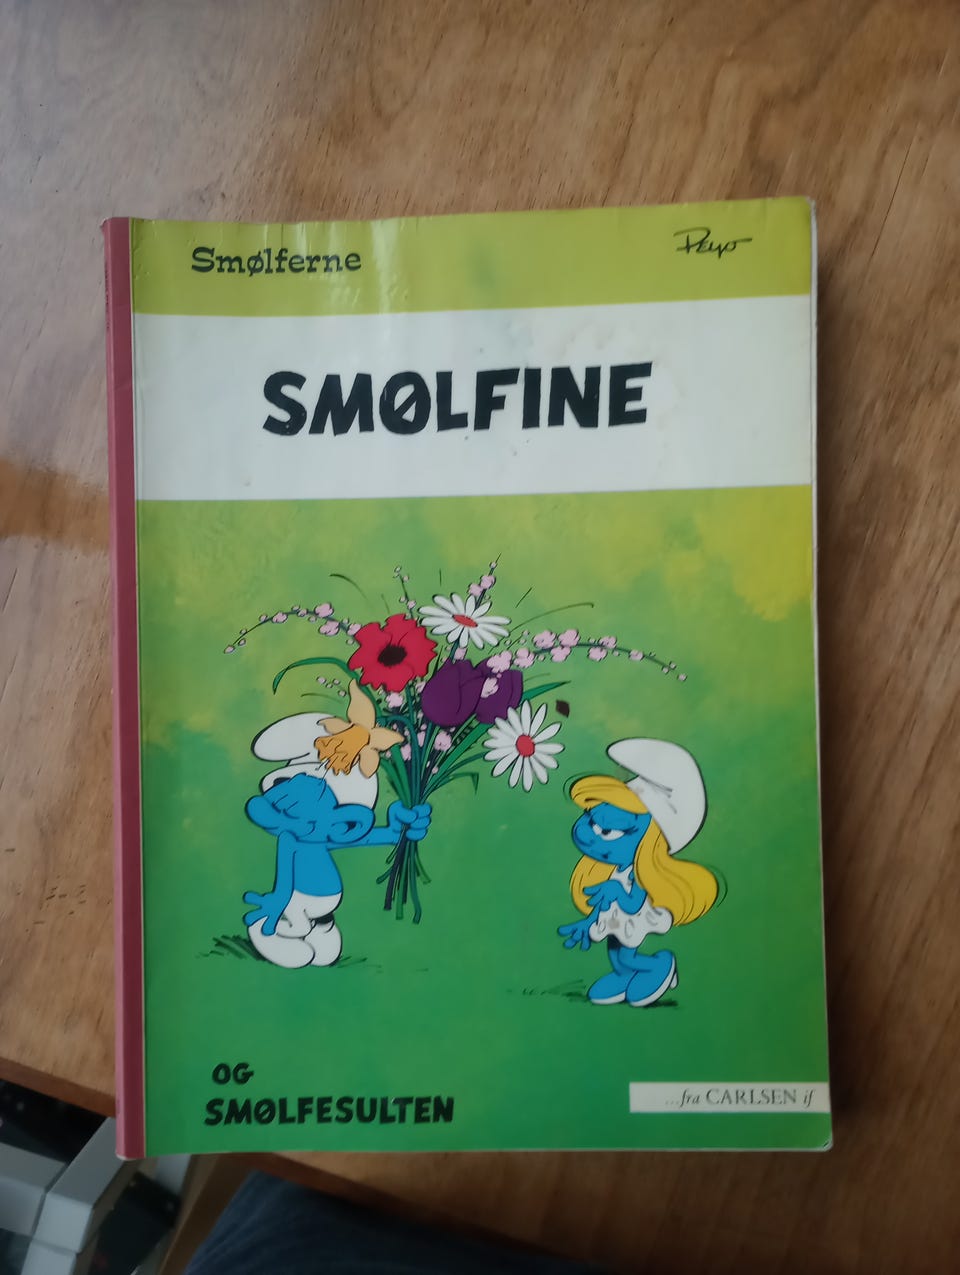 Smølferne
Peyo
SMØLFINE
OG
SMØLFESULTEN
...fra CARLSEN if